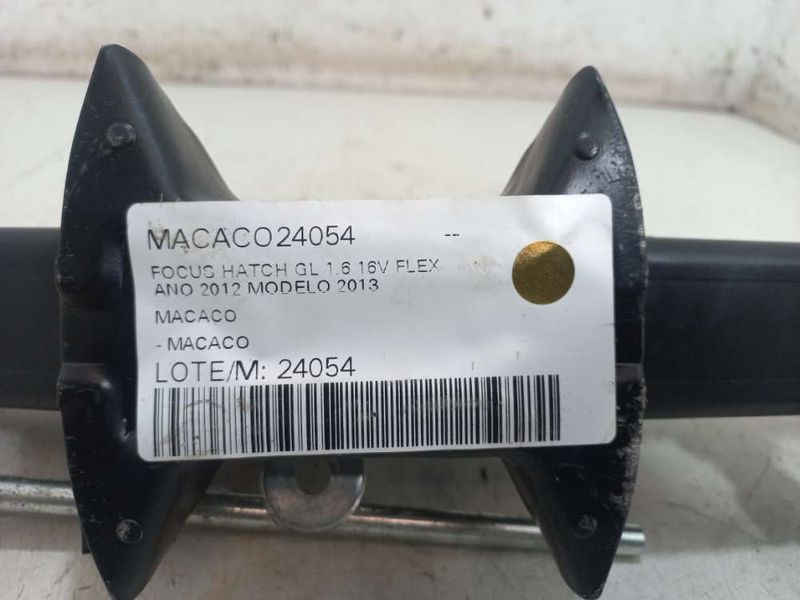 MACACO24054 --
FOCUS HATCH GL 1.6 16V FLEX
ANO 2012 MODELO 2013
MACACO
- MACACO
LOTE/M: 24054